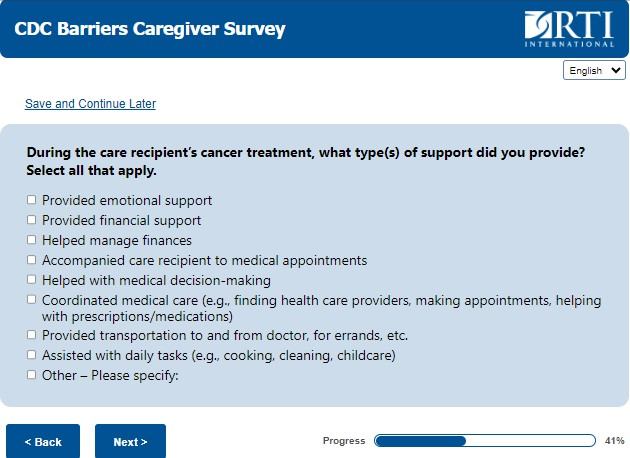 CDC Barriers Caregiver Survey
RTI
INTERNATIONAL
English
Save and Continue Later
During the care recipient's cancer treatment, what type(s) of support did you provide?
Select all that apply.
Provided emotional support
Provided financial support
Helped manage finances
Accompanied care recipient to medical appointments
Helped with medical decision-making
Coordinated medical care (e.g., finding health care providers, making appointments, helping
with prescriptions/medications)
Provided transportation to and from doctor, for errands, etc.
Assisted with daily tasks (e.g., cooking, cleaning, childcare)
Other – Please specify:
< Back
Next >
Progress
41%